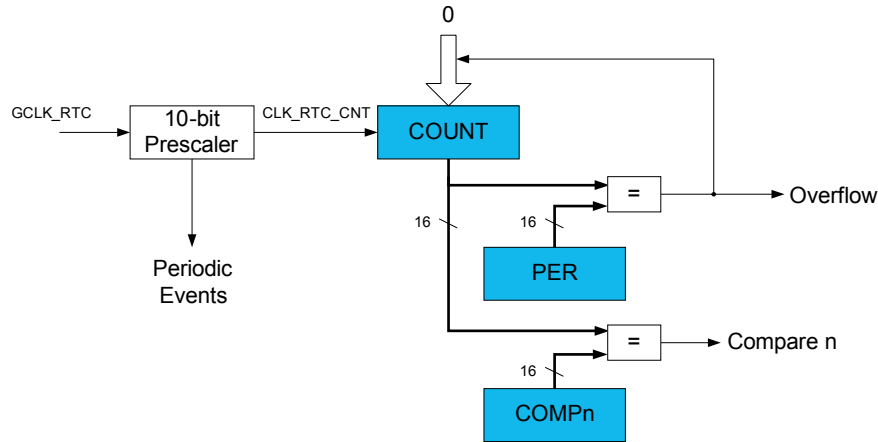 0
GCLK_RTC
10-bit
Prescaler
CLK_RTC_CNT
COUNT
=
Overflow
16
16
Periodic
Events
PER
=
Compare n
16
COMPn